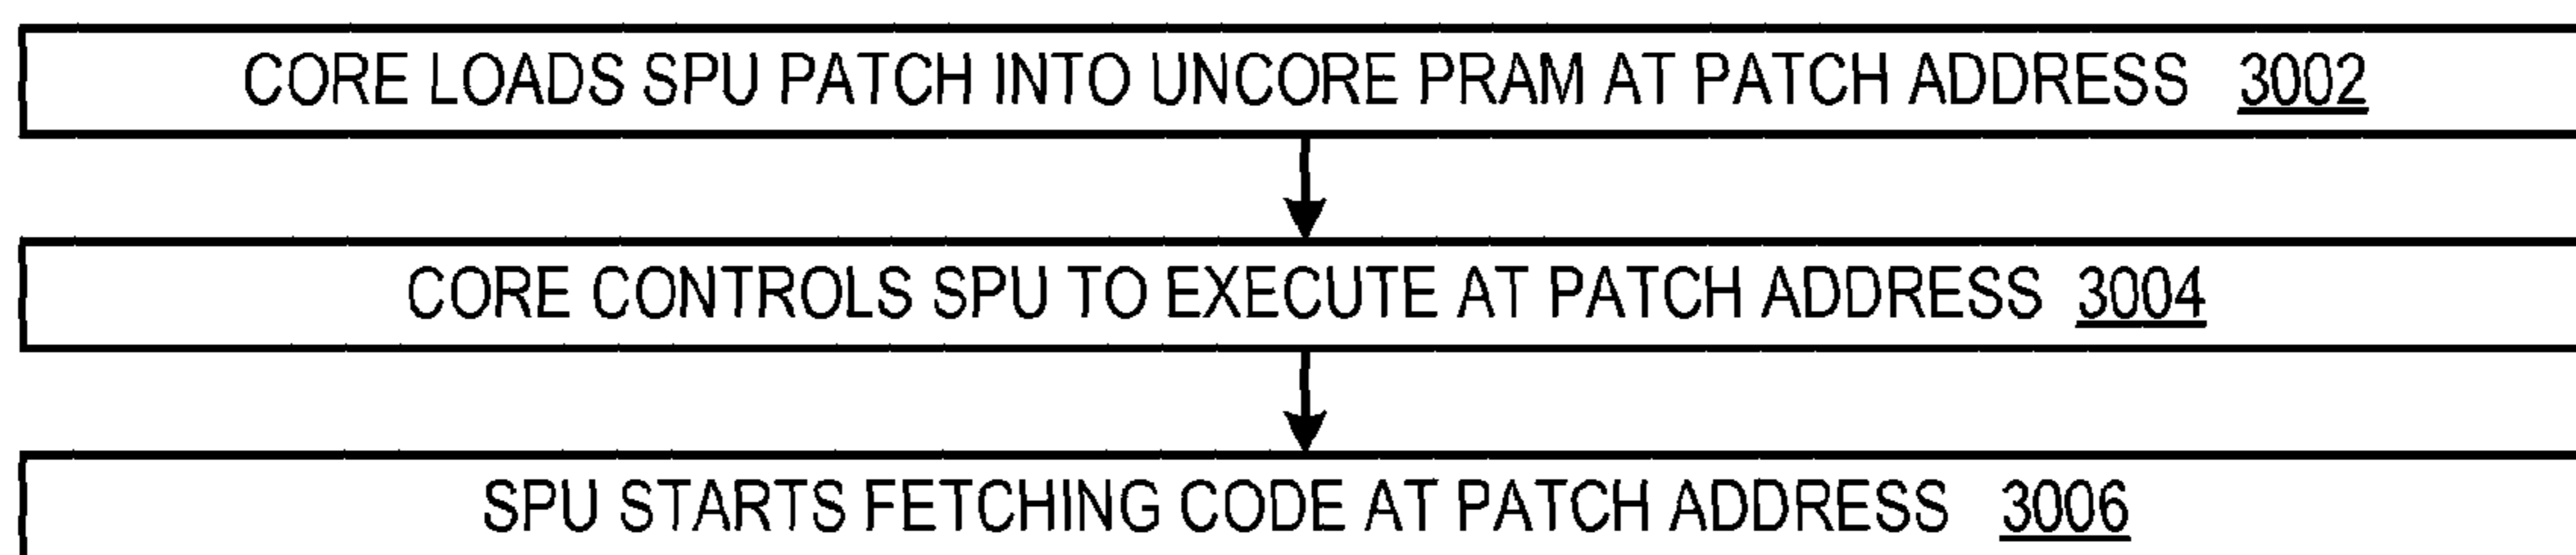 CORE LOADS SPU PATCH INTO UNCORE PRAM AT PATCH ADDRESS 3002
CORE CONTROLS SPU TO EXECUTE AT PATCH ADDRESS 3004
SPU STARTS FETCHING CODE AT PATCH ADDRESS 3006